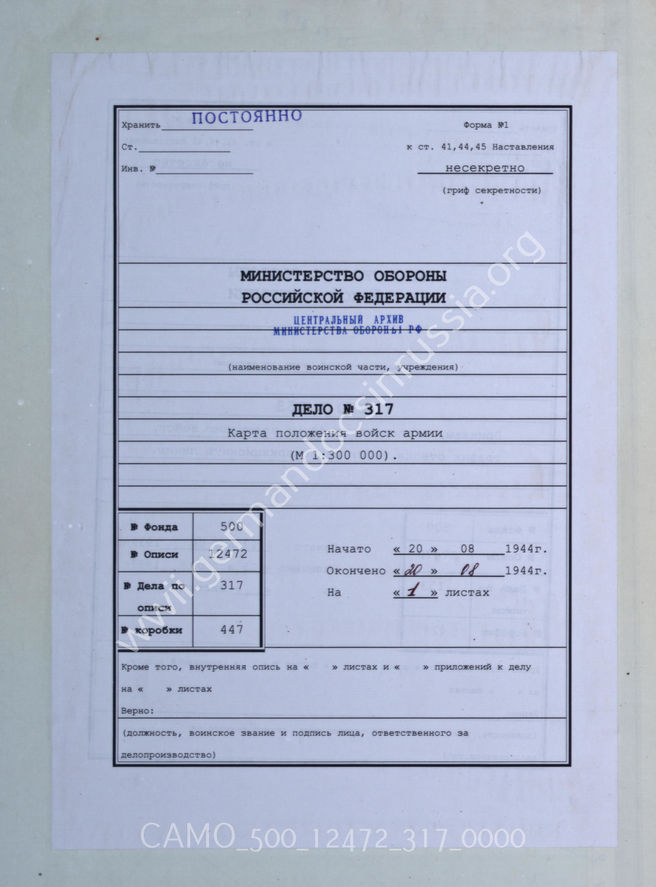 Хранить ПОСТОЯННО
Форма №1
Ст.
к ст. 41,44,45 Наставления
Инв. №
несекретно
(гриф секретности)
МИНИСТЕРСТВО ОБОРОНЫ
РОССИЙСКОЙ ФЕДЕРАЦИИ
ЦЕНТРАЛЬНЫЙ АРХИВ
МИНИСТЕРСТВА ОБОРОНЫ РФ
(наименование воинской части, учреждения)
ДЕЛО № 317
Карта положения войск армии
(М 1:300 000).
№ Фонда 500
№ Описи 12472
№ Дела по описи 317
№ коробки 447
Начато « 20 » 08 1944г.
Окончено « 20 » 08 1944г.
На « 1 » листах
Кроме того, внутренняя опись на « » листах и « » приложений к делу
на « » листах
Верно:
(должность, воинское звание и подпись лица, ответственного за
делопроизводство)
www.germandocsinrussia.org
CAMO_500_12472_317_0000